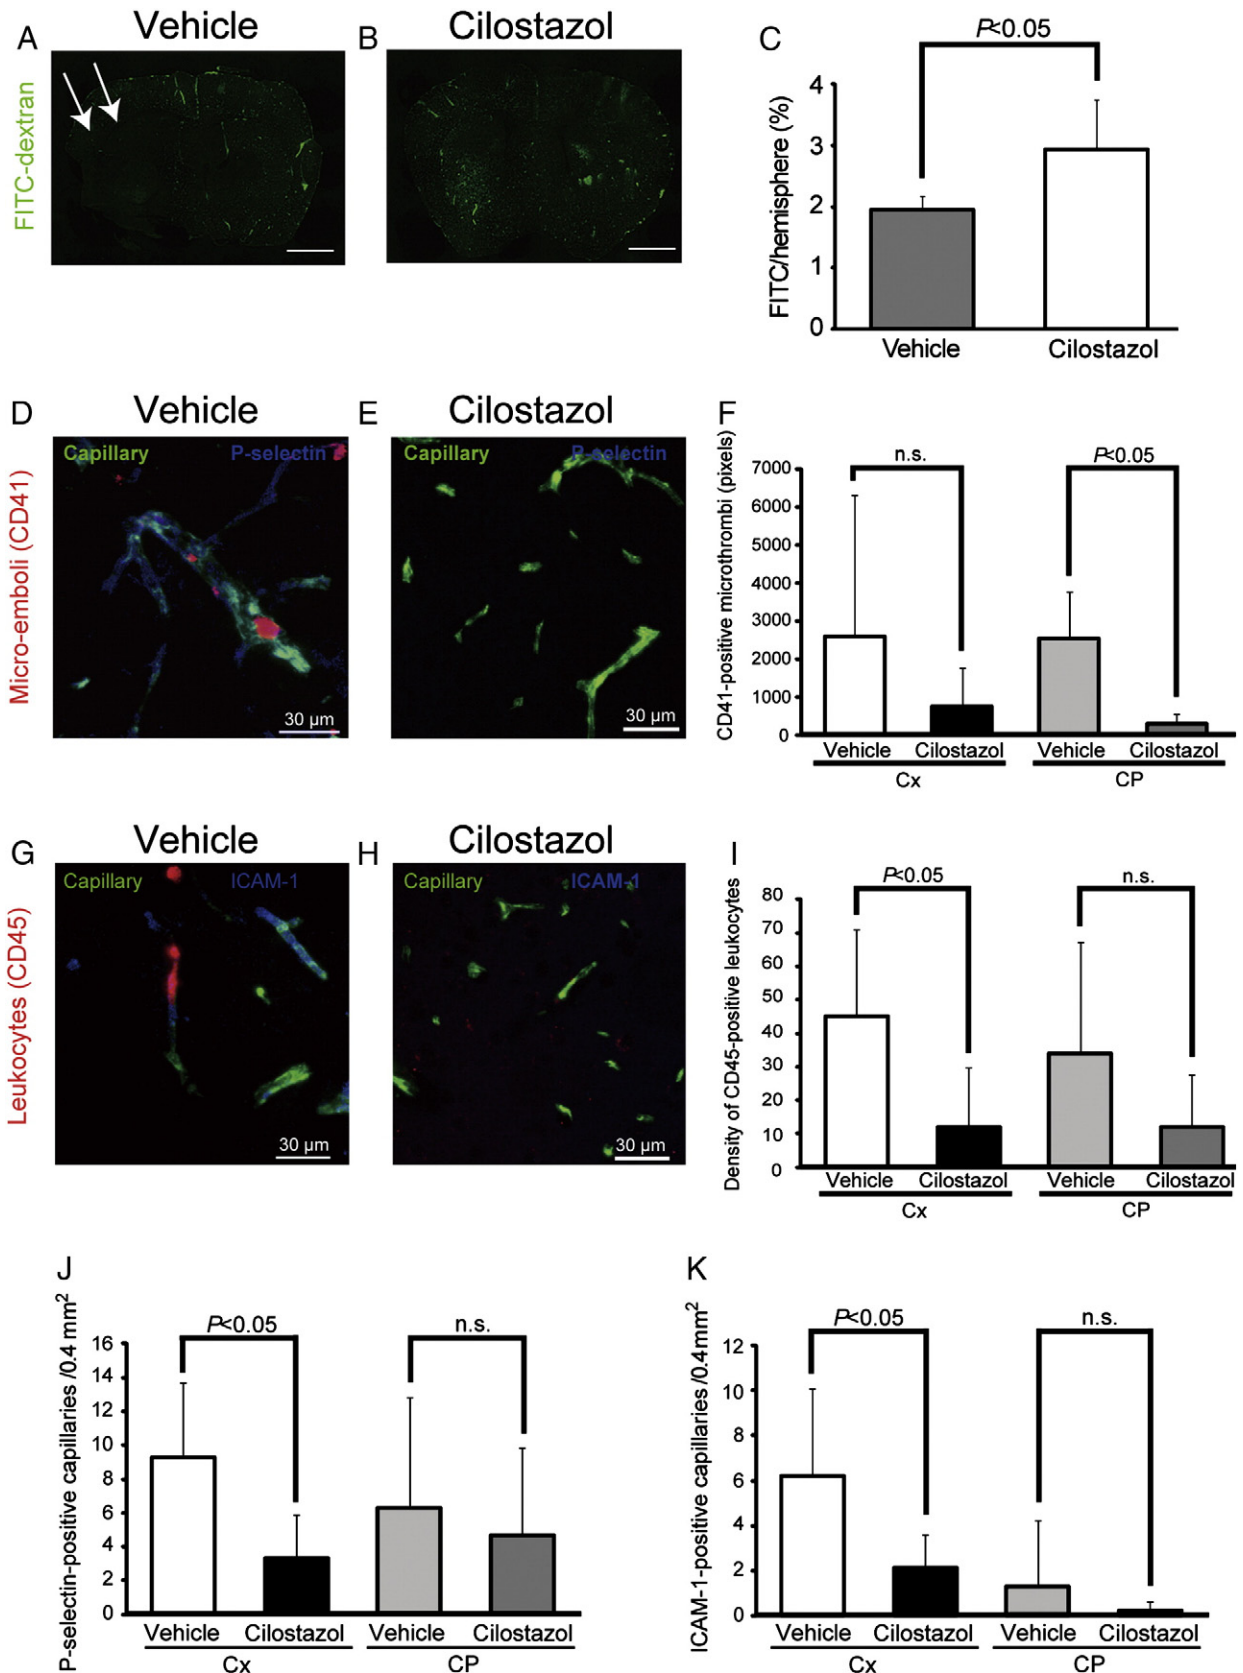 A
Vehicle
B
Cilostazol
FITC-dextran
C
P<0.05
FITC/hemisphere (%)
4
3
2
1
0
Vehicle
Cilostazol
D
Vehicle
E
Cilostazol
Micro-emboli (CD41)
Capillary
P-selectin
30 µm
Capillary
P-selectin
30 µm
F
CD41-positive microthrombi (pixels)
n.s.
P<0.05
7000
6000
5000
4000
3000
2000
1000
0
Vehicle
Cilostazol
Vehicle
Cilostazol
Cx
CP
G
Vehicle
H
Cilostazol
Leukocytes (CD45)
Capillary
ICAM-1
30 µm
Capillary
ICAM-1
30 µm
I
Density of CD45-positive leukocytes
P<0.05
n.s.
80
70
60
50
40
30
20
10
0
Vehicle
Cilostazol
Vehicle
Cilostazol
Cx
CP
J
P-selectin-positive capillaries /0.4 mm²
P<0.05
n.s.
16
14
12
10
8
6
4
2
0
Vehicle
Cilostazol
Vehicle
Cilostazol
Cx
CP
K
ICAM-1-positive capillaries /0.4mm²
P<0.05
n.s.
12
10
8
6
4
2
0
Vehicle
Cilostazol
Vehicle
Cilostazol
Cx
CP